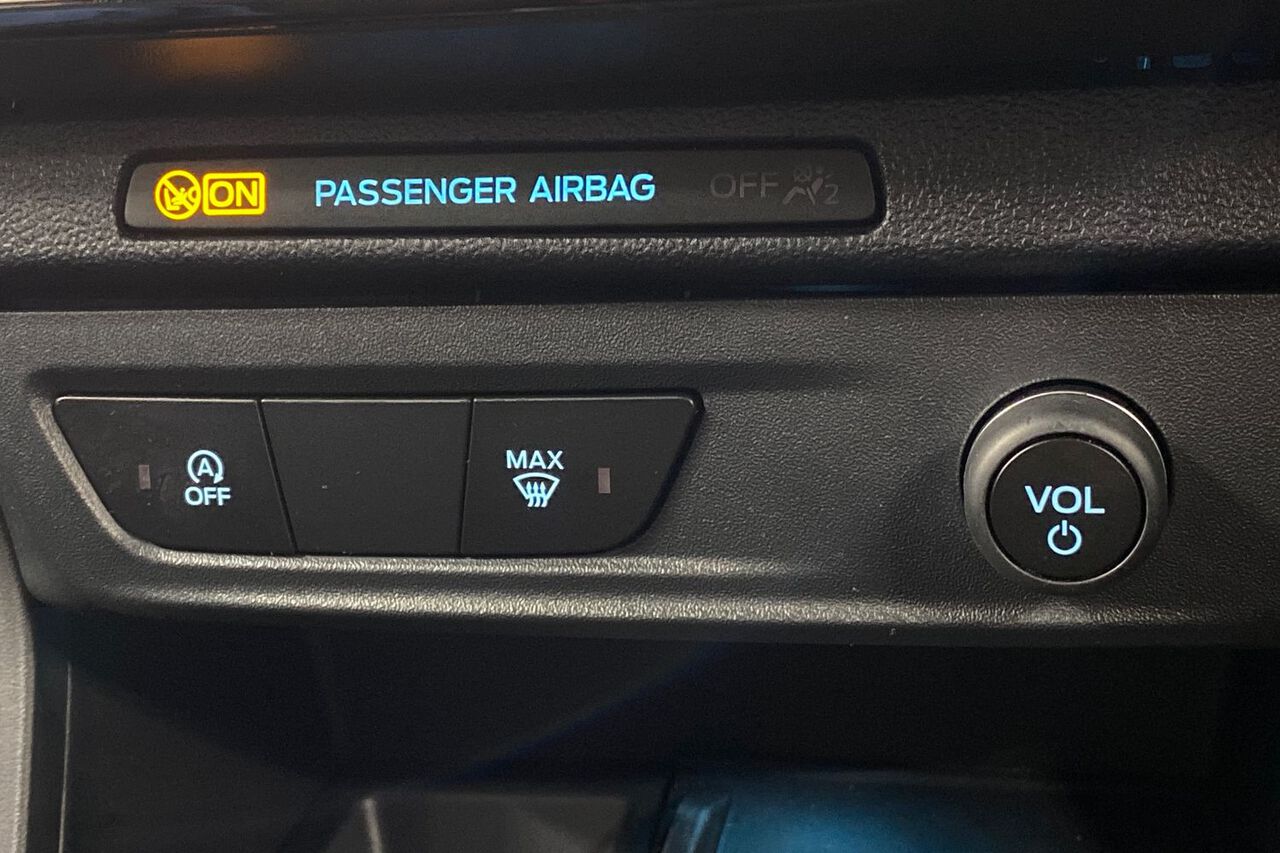 ON PASSENGER AIRBAG OFF 2
A
OFF
MAX
VOL